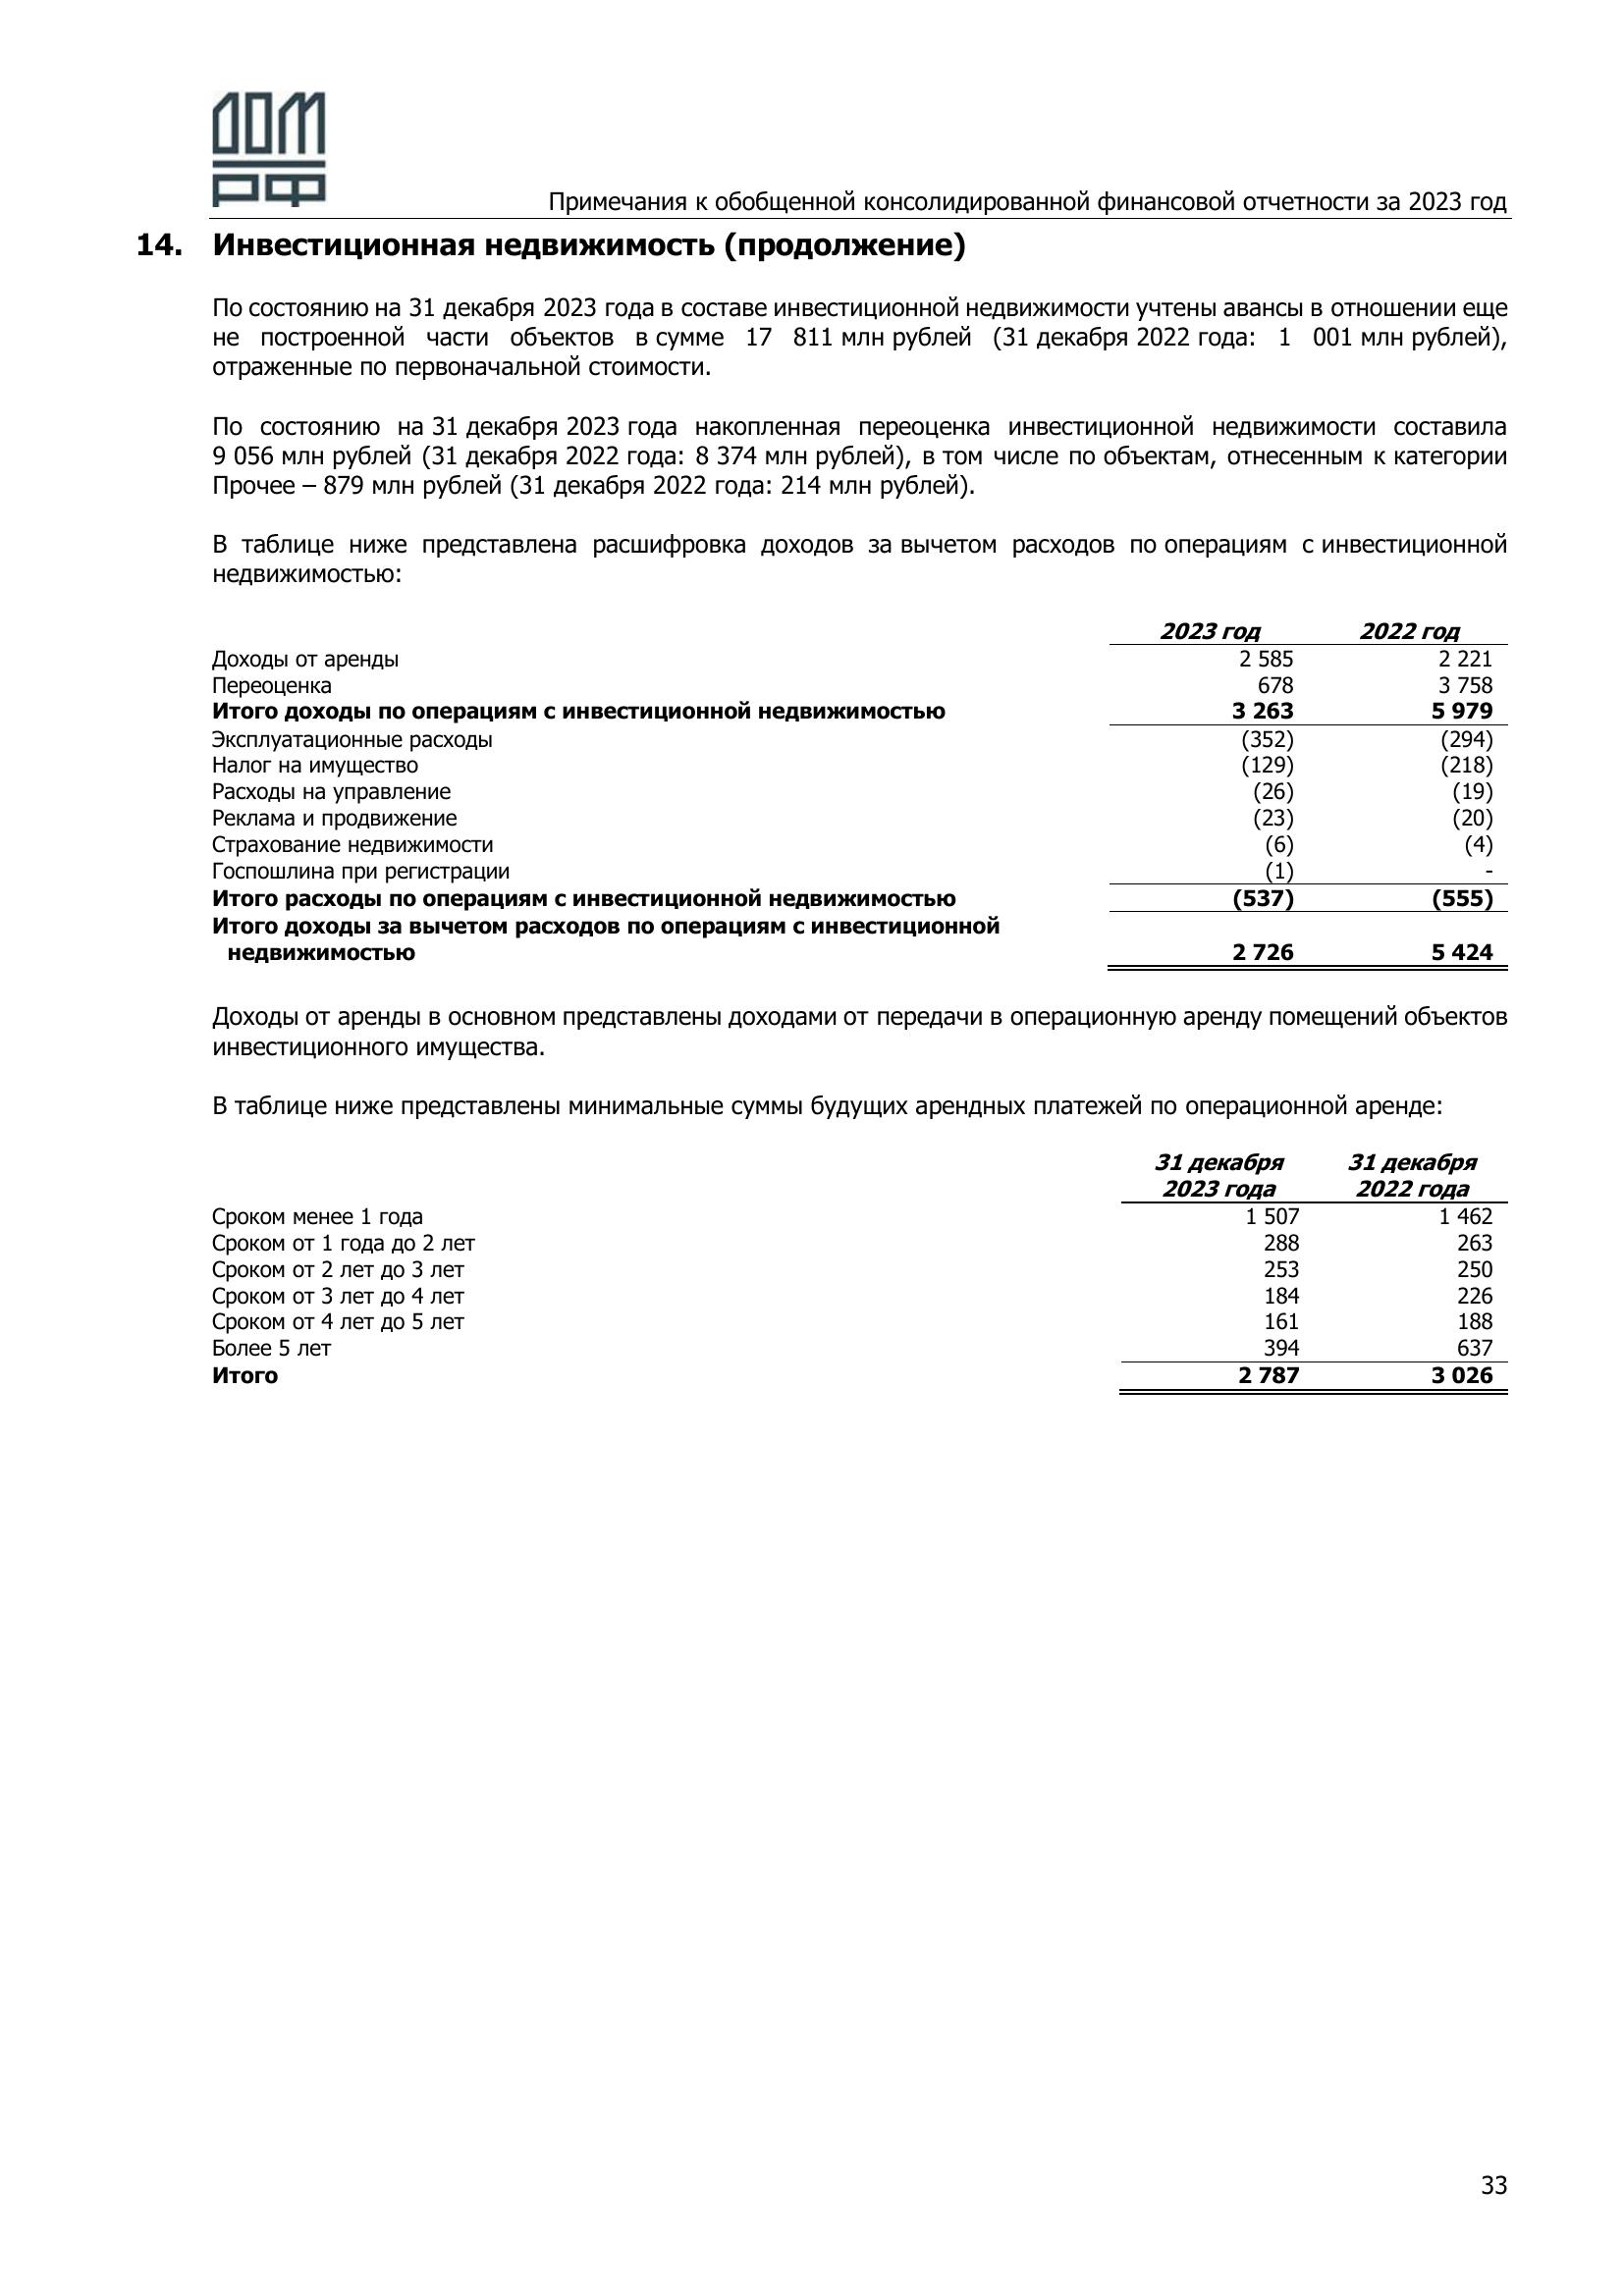 ДОМ
РФ
Примечания к обобщенной консолидированной финансовой отчетности за 2023 год
14. Инвестиционная недвижимость (продолжение)
По состоянию на 31 декабря 2023 года в составе инвестиционной недвижимости учтены авансы в отношении еще
не построенной части объектов в сумме 17 811 млн рублей (31 декабря 2022 года: 1 001 млн рублей),
отраженные по первоначальной стоимости.
По состоянию на 31 декабря 2023 года накопленная переоценка инвестиционной недвижимости составила
9 056 млн рублей (31 декабря 2022 года: 8 374 млн рублей), в том числе по объектам, отнесенным к категории
Прочее – 879 млн рублей (31 декабря 2022 года: 214 млн рублей).
В таблице ниже представлена расшифровка доходов за вычетом расходов по операциям с инвестиционной
недвижимостью:
2023 год 2022 год
Доходы от аренды 2 585 2 221
Переоценка 678 3 758
Итого доходы по операциям с инвестиционной недвижимостью 3 263 5 979
Эксплуатационные расходы (352) (294)
Налог на имущество (129) (218)
Расходы на управление (26) (19)
Реклама и продвижение (23) (20)
Страхование недвижимости (6) (4)
Госпошлина при регистрации (1) -
Итого расходы по операциям с инвестиционной недвижимостью (537) (555)
Итого доходы за вычетом расходов по операциям с инвестиционной
недвижимостью 2 726 5 424
Доходы от аренды в основном представлены доходами от передачи в операционную аренду помещений объектов
инвестиционного имущества.
В таблице ниже представлены минимальные суммы будущих арендных платежей по операционной аренде:
31 декабря 31 декабря
2023 года 2022 года
Сроком менее 1 года 1 507 1 462
Сроком от 1 года до 2 лет 288 263
Сроком от 2 лет до 3 лет 253 250
Сроком от 3 лет до 4 лет 184 226
Сроком от 4 лет до 5 лет 161 188
Более 5 лет 394 637
Итого 2 787 3 026
33